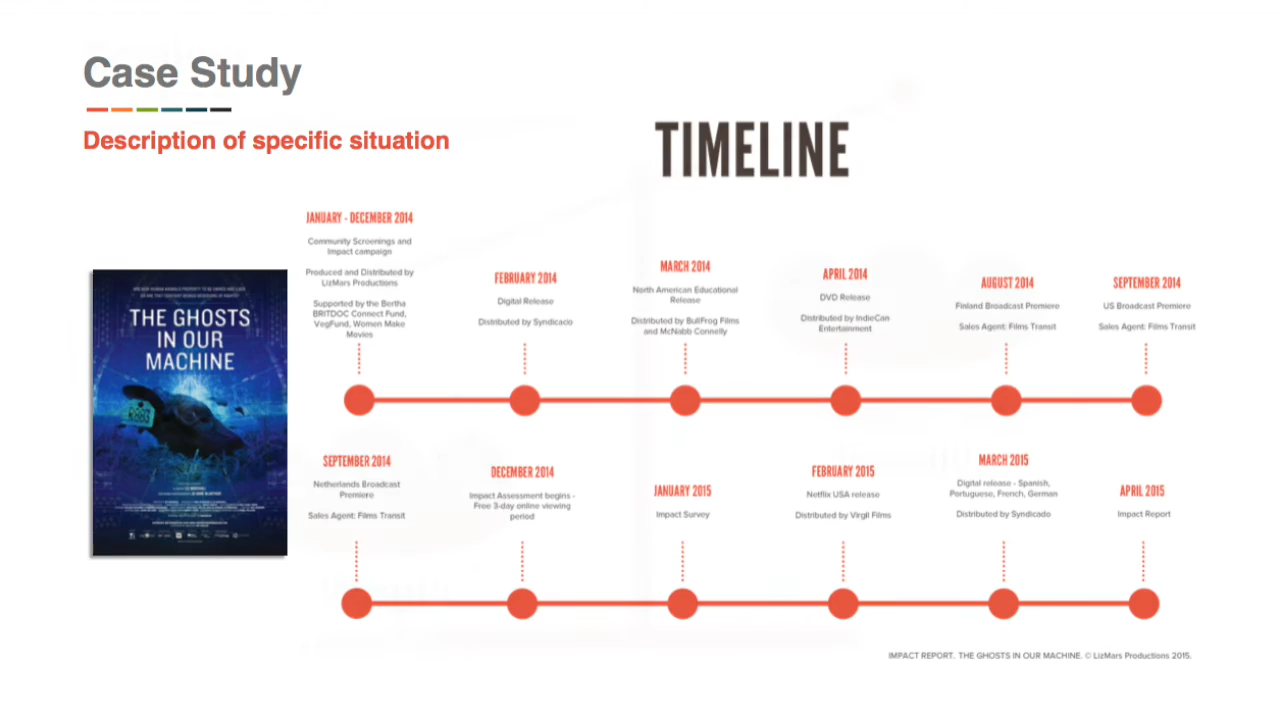 Case Study
Description of specific situation
TIMELINE
JANUARY - DECEMBER 2014
Community Screenings and
Impact campaign
Produced and Distributed by
LizMars Productions
Supported by the Bertha
BRITDOC Connect Fund,
VegFund, Women Make
Movies
FEBRUARY 2014
Digital Release
Distributed by Syndicado
MARCH 2014
North American Educational
Release
Distributed by BullFrog Films
and McNabb Connelly
APRIL 2014
DVD Release
Distributed by IndieCan
Entertainment
AUGUST 2014
Finland Broadcast Premiere
Sales Agent: Films Transit
SEPTEMBER 2014
US Broadcast Premiere
Sales Agent: Films Transit
THE GHOSTS
IN OUR
MACHINE
SEPTEMBER 2014
Netherlands Broadcast
Premiere
Sales Agent: Films Transit
DECEMBER 2014
Impact Assessment begins -
Free 3-day online viewing
period
JANUARY 2015
Impact Survey
FEBRUARY 2015
Netflix USA release
Distributed by Virgil Films
MARCH 2015
Digital release - Spanish,
Portuguese, French, German
Distributed by Syndicado
APRIL 2015
Impact Report
IMPACT REPORT. THE GHOSTS IN OUR MACHINE. © LizMars Productions 2015.